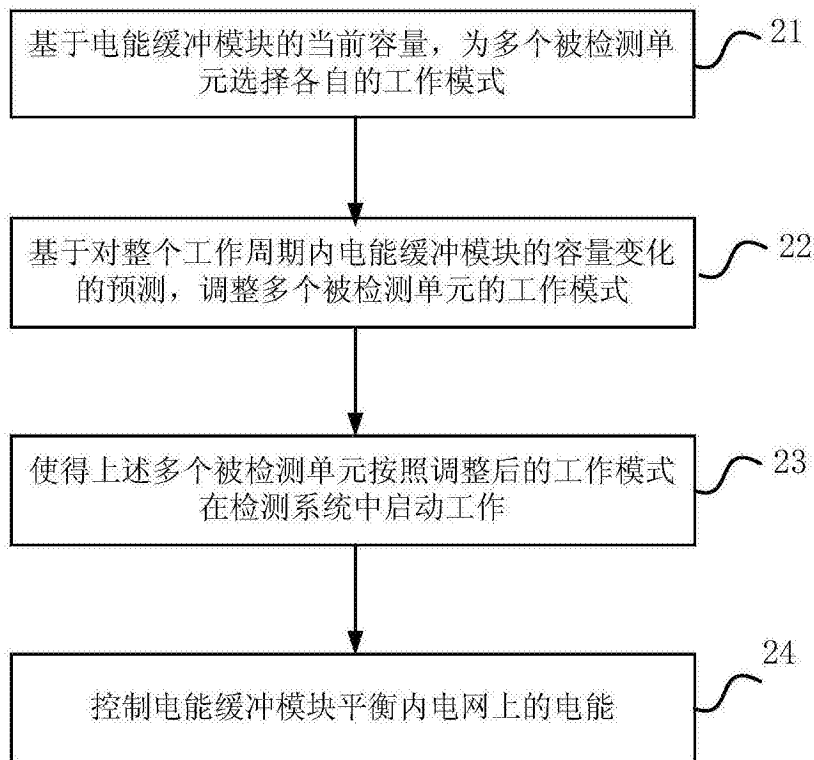 基于电能缓冲模块的当前容量，为多个被检测单
元选择各自的工作模式
21
基于对整个工作周期内电能缓冲模块的容量变化
的预测，调整多个被检测单元的工作模式
22
使得上述多个被检测单元按照调整后的工作模式
在检测系统中启动工作
23
控制电能缓冲模块平衡内电网上的电能
24